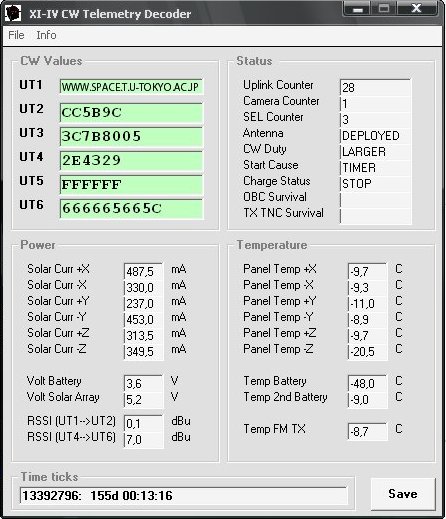 XI-IV CW Telemetry Decoder
File Info
CW Values
UT1 WWW.SPACE.T.U-TOKYO.AC.JP
UT2 CC5B9C
UT3 3C7B8005
UT4 2E4329
UT5 FFFFFF
UT6 666665665C
Status
Uplink Counter 28
Camera Counter 1
SEL Counter 3
Antenna DEPLOYED
CW Duty LARGER
Start Cause TIMER
Charge Status STOP
OBC Survival
TX TNC Survival
Power
Solar Curr +X 487,5 mA
Solar Curr -X 330,0 mA
Solar Curr +Y 237,0 mA
Solar Curr -Y 453,0 mA
Solar Curr +Z 313,5 mA
Solar Curr -Z 349,5 mA
Volt Battery 3,6 V
Volt Solar Array 5,2 V
RSSI (UT1-->UT2) 0,1 dBu
RSSI (UT4-->UT6) 7,0 dBu
Temperature
Panel Temp +X -9,7 C
Panel Temp -X -9,3 C
Panel Temp +Y -11,0 C
Panel Temp -Y -8,9 C
Panel Temp +Z -9,7 C
Panel Temp -Z -20,5 C
Temp Battery -48,0 C
Temp 2nd Battery -9,0 C
Temp FM TX -8,7 C
Time ticks
13392796: 155d 00:13:16
Save